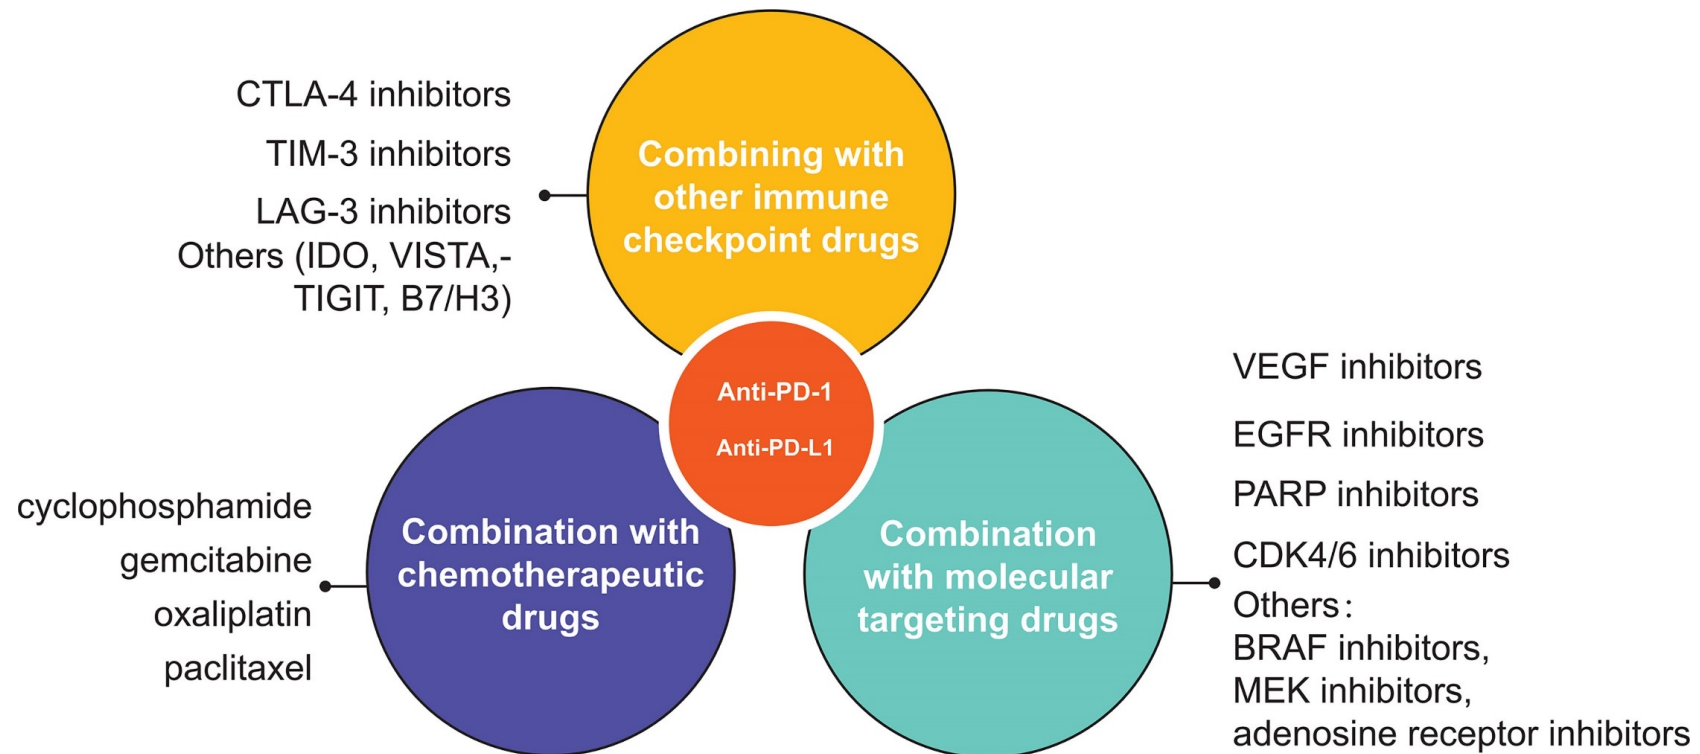 CTLA-4 inhibitors
TIM-3 inhibitors
LAG-3 inhibitors
Others (IDO, VISTA,-
TIGIT, B7/H3)
Combining with
other immune
checkpoint drugs
Anti-PD-1
Anti-PD-L1
cyclophosphamide
gemcitabine
oxaliplatin
paclitaxel
Combination with
chemotherapeutic
drugs
Combination
with molecular
targeting drugs
VEGF inhibitors
EGFR inhibitors
PARP inhibitors
CDK4/6 inhibitors
Others：
BRAF inhibitors,
MEK inhibitors,
adenosine receptor inhibitors